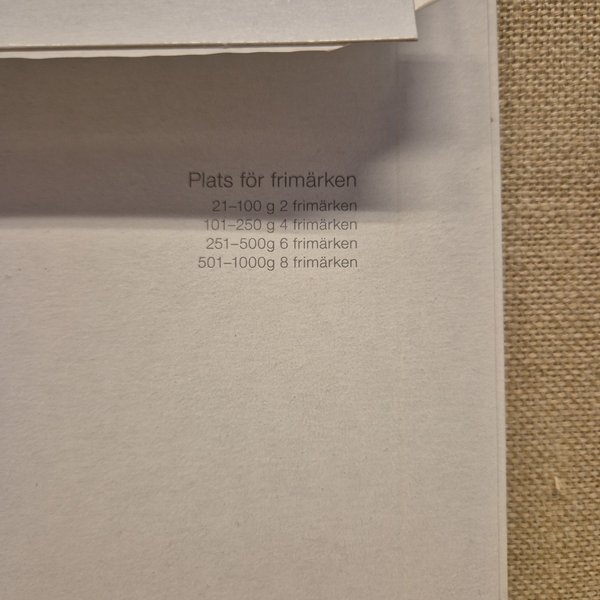 Plats för frimärken
21–100 g 2 frimärken
101–250 g 4 frimärken
251–500g 6 frimärken
501–1000g 8 frimärken